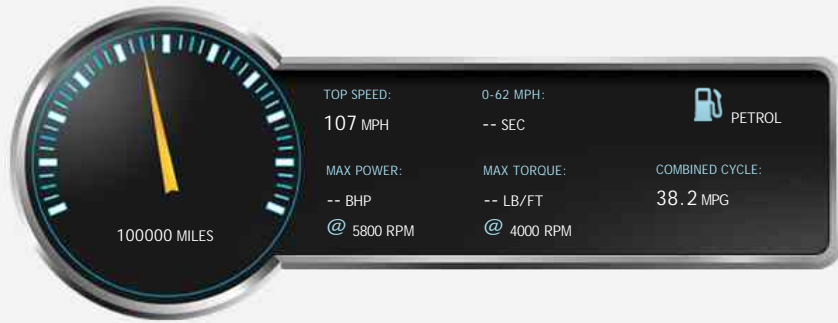 TOP SPEED:
107 MPH
0-62 MPH:
-- SEC
PETROL
MAX POWER:
-- BHP
@ 5800 RPM
MAX TORQUE:
-- LB/FT
@ 4000 RPM
COMBINED CYCLE:
38.2 MPG
100000 MILES